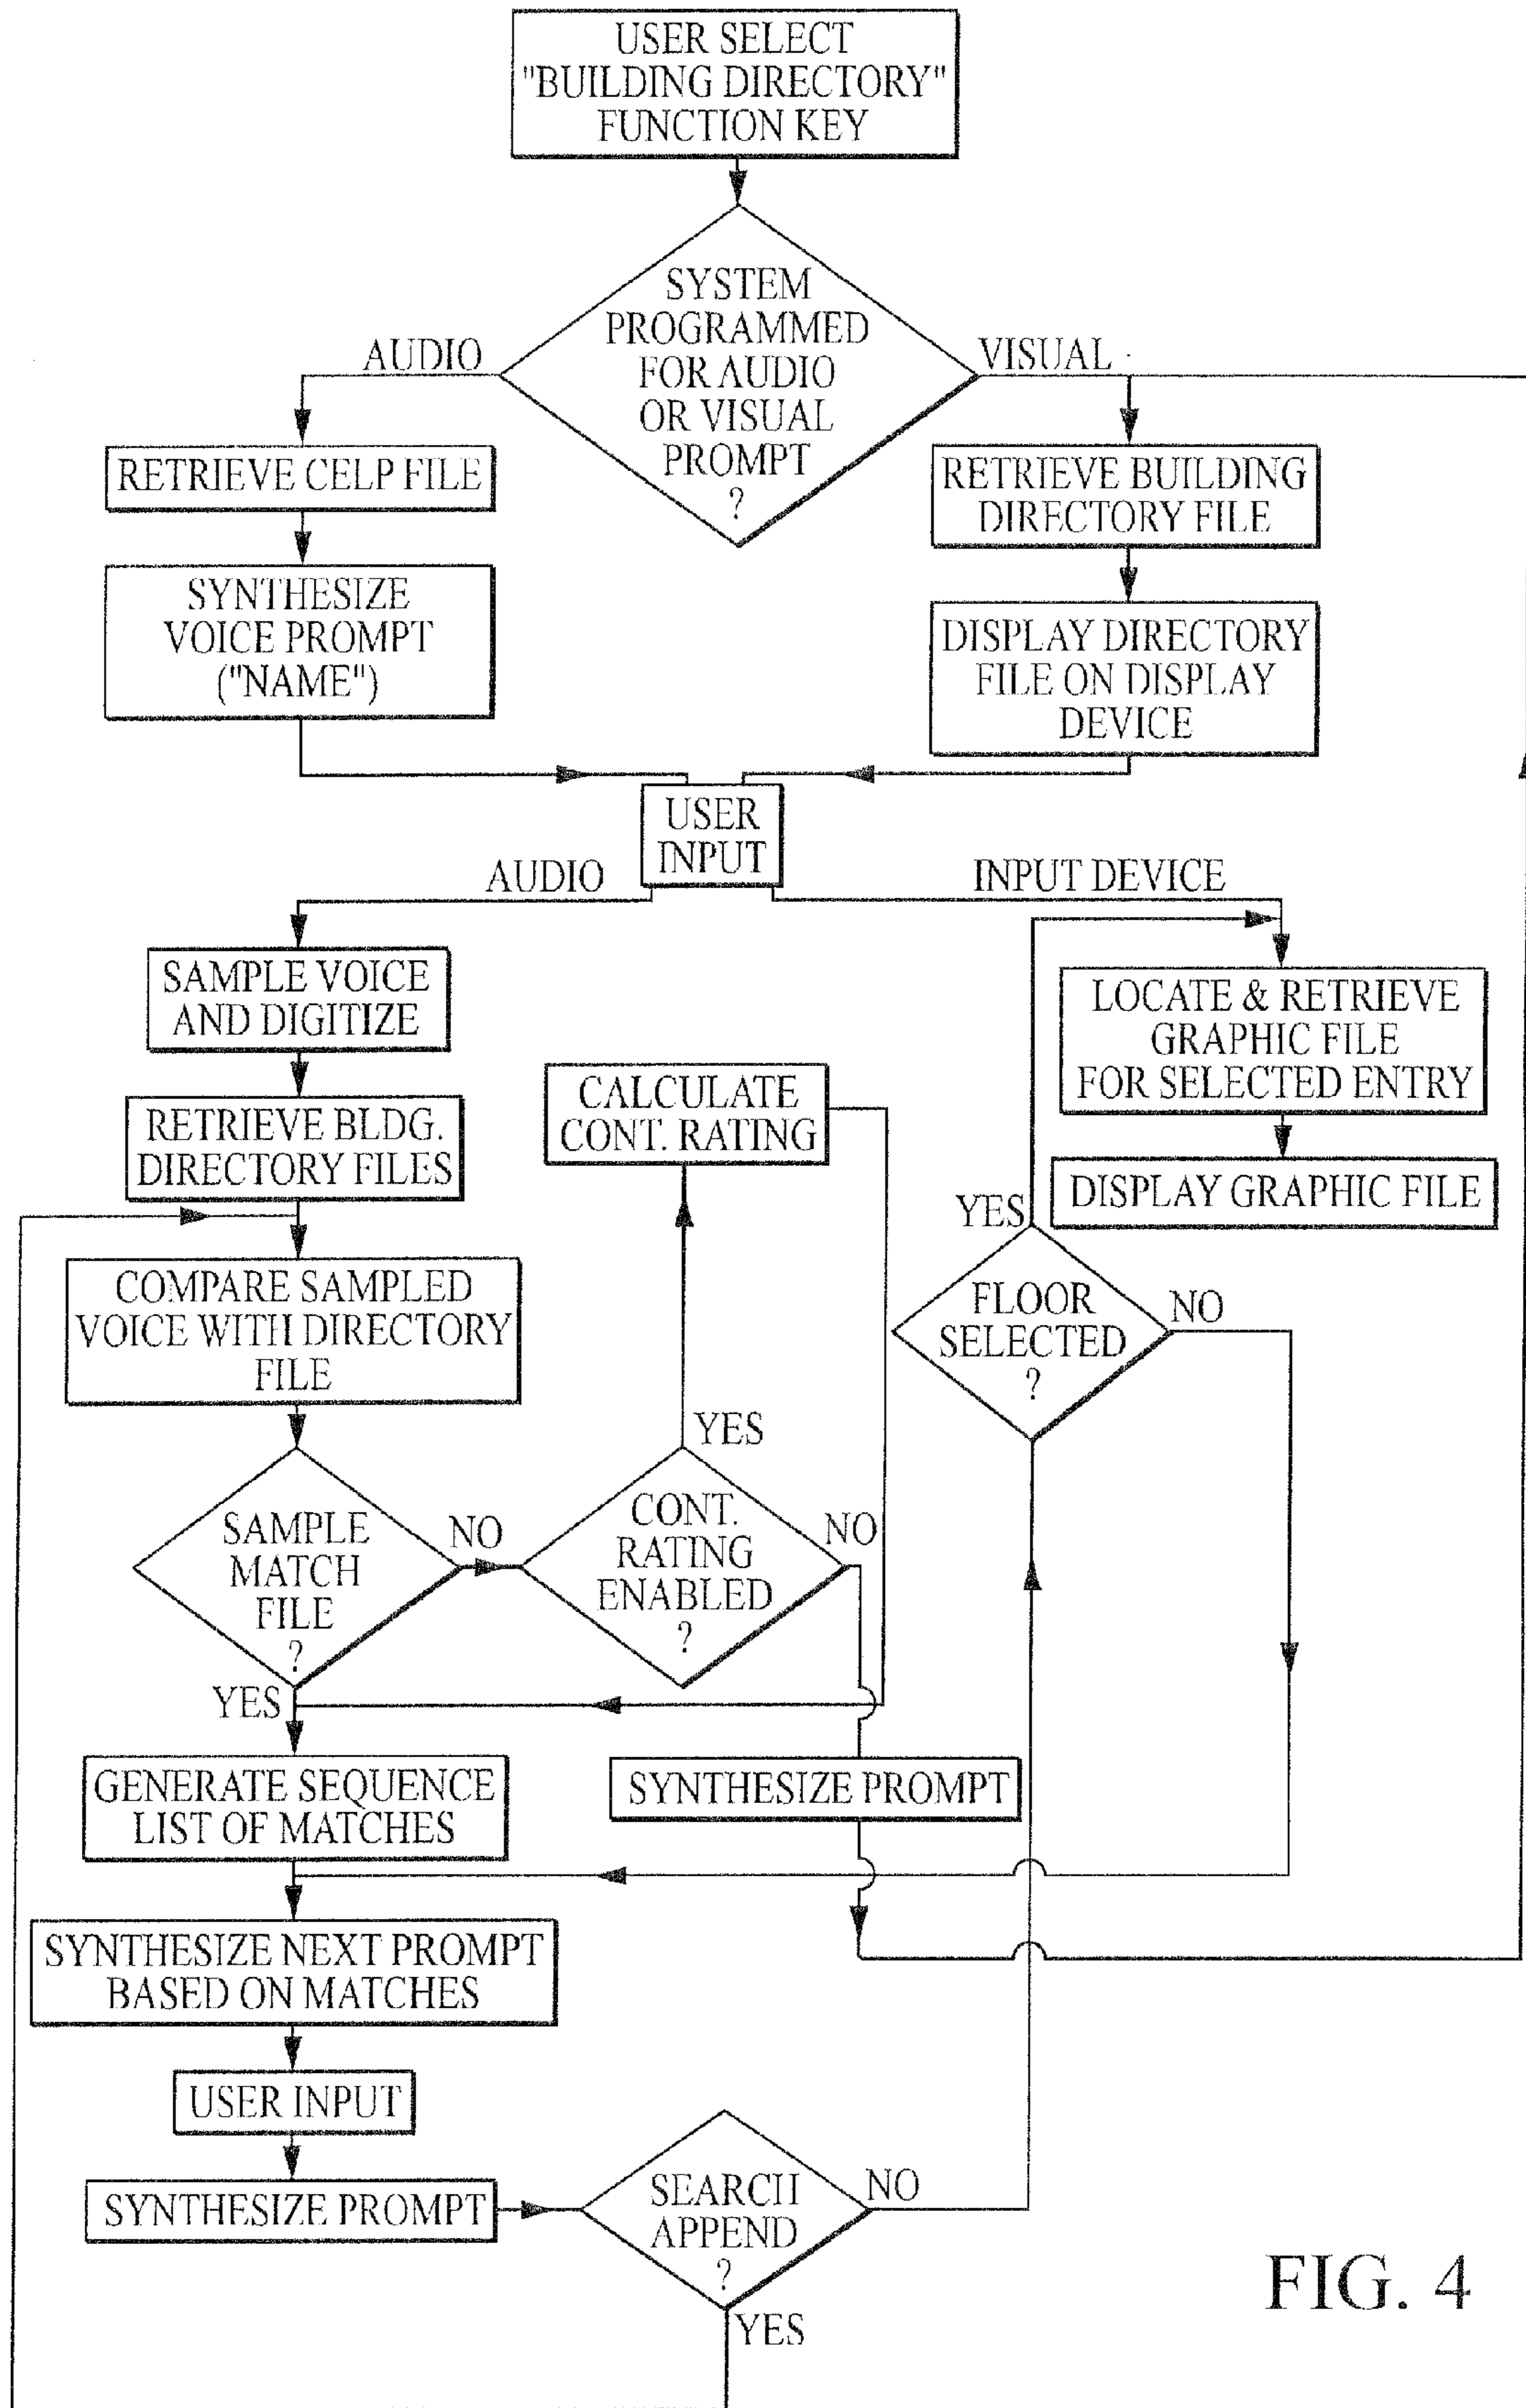 USER SELECT
"BUILDING DIRECTORY"
FUNCTION KEY
SYSTEM
PROGRAMMED
FOR AUDIO
OR VISUAL
PROMPT
?
AUDIO
VISUAL
RETRIEVE CELP FILE
RETRIEVE BUILDING
DIRECTORY FILE
SYNTHESIZE
VOICE PROMPT
("NAME")
DISPLAY DIRECTORY
FILE ON DISPLAY
DEVICE
USER
INPUT
AUDIO
INPUT DEVICE
SAMPLE VOICE
AND DIGITIZE
LOCATE & RETRIEVE
GRAPHIC FILE
FOR SELECTED ENTRY
RETRIEVE BLDG.
DIRECTORY FILES
CALCULATE
CONT. RATING
DISPLAY GRAPHIC FILE
YES
COMPARE SAMPLED
VOICE WITH DIRECTORY
FILE
FLOOR
SELECTED
?
NO
YES
SAMPLE
MATCH
FILE
?
NO
CONT.
RATING
ENABLED
?
NO
YES
GENERATE SEQUENCE
LIST OF MATCHES
SYNTHESIZE PROMPT
SYNTHESIZE NEXT PROMPT
BASED ON MATCHES
USER INPUT
SYNTHESIZE PROMPT
SEARCH
APPEND
?
NO
YES
FIG. 4